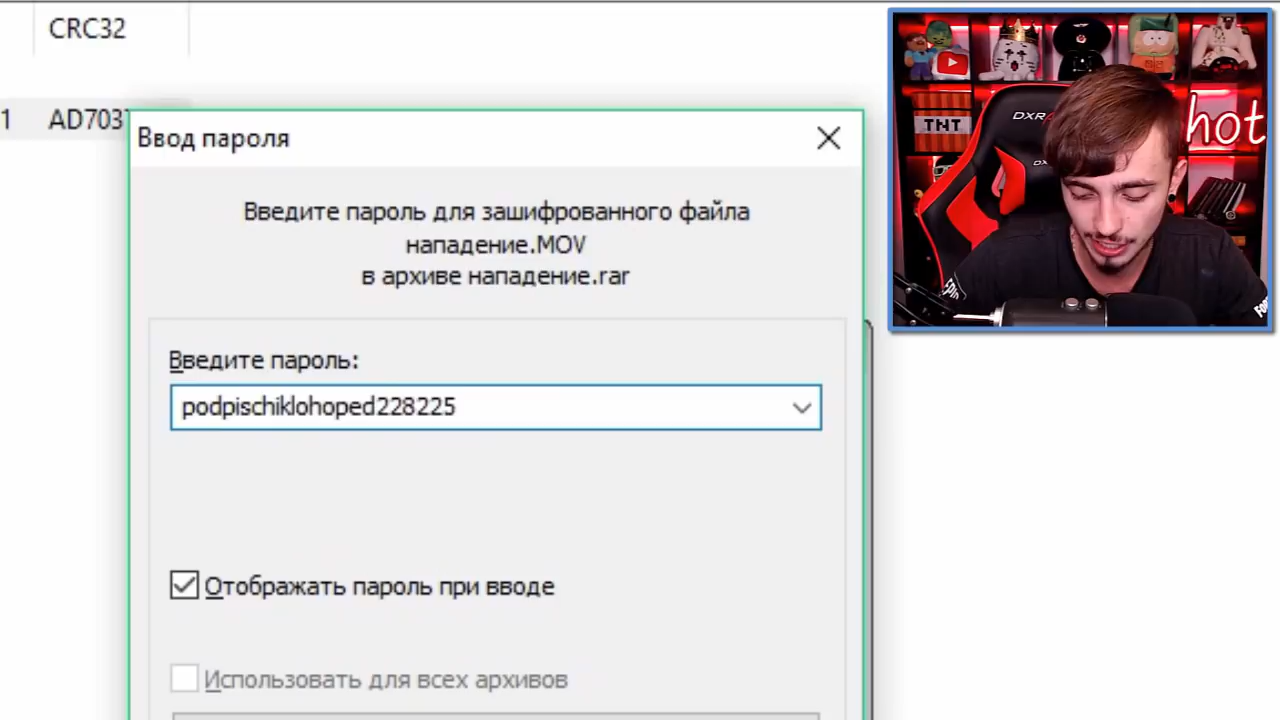 CRC32
1 AD703
Ввод пароля
Введите пароль для зашифрованного файла
нападение.MOV
в архиве нападение.rar
Введите пароль:
podpischiklohoped228225
Отображать пароль при вводе
Использовать для всех архивов
TNT
DXR
hot